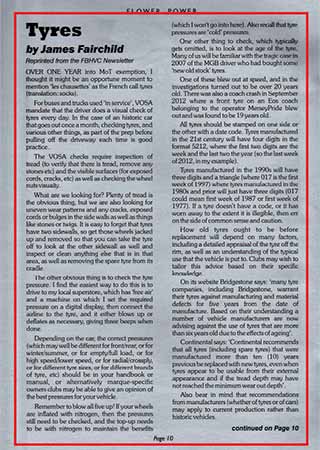 FLOWER POWER
Tyres
by James Fairchild
Reprinted from the FBHVC Newsletter
OVER ONE YEAR into MoT exemption, I
thought it might be an opportune moment to
mention 'les chaussettes' as the French call tyres
(translation: socks).
For buses and trucks used 'in service', VOSA
mandate that the driver does a visual check of
tyres every day. In the case of an historic car
that goes out once a month, checking tyres, and
various other things, as part of the prep before
pulling off the driveway each time is good
practice.
The VOSA checks require inspection of
tread (to verify that there is tread, remove any
stones etc) and the visible surfaces (for exposed
cords, cracks, etc) as well as checking the wheel
nuts visually.
What are we looking for? Plenty of tread is
the obvious thing, but we are also looking for
uneven wear patterns and any cracks, exposed
cords or bulges in the side walls as well as things
like stones or twigs. It is easy to forget that tyres
have two sidewalls, so get those wheels jacked
up and removed so that you can take the tyre
off to look at the other sidewall as well and
inspect or clean anything else that is in that
area, as well as removing the spare tyre from its
cradle.
The other obvious thing is to check the tyre
pressure. I find the easiest way to do this is to
drive to my local superstore, which has 'free air'
and a machine on which I set the required
pressure on a digital display, then connect the
airline to the tyre, and it either blows up or
deflates as necessary, giving three beeps when
done.
Depending on the car, the correct pressures
(which may well be different for front/rear, or for
winter/summer, or for empty/full load, or for
high speed/lower speed, or for radial/crossply,
or for different tyre sizes, or for different brands
of tyre, etc) should be in your handbook or
manual, or alternatively marque-specific
owners clubs may be able to give an opinion of
the best pressures for your vehicle.
Remember to blow all five up! If your wheels
are inflated with nitrogen, then the pressures
still need to be checked, and the top-up needs
to be with nitrogen to maintain the benefits
(which I won't go into here). Also recall that tyre
pressures are 'cold' pressures.
One other thing to check, which typically
gets omitted, is to look at the age of the tyre.
Many of us will be familiar with the tragic case in
2007 of the MGB driver who had bought some
'new old stock' tyres.
One of these blew out at speed, and in the
investigations turned out to be over 20 years
old. There was also a coach crash in September
2012 where a front tyre on an Eos coach
belonging to the operator MerseyPride blew
out and was found to be 19 years old.
All tyres should be stamped on one side or
the other with a date code. Tyres manufactured
in the 21st century will have four digits in the
format 5212, where the first two digits are the
week and the last two the year (so the last week
of 2012, in my example).
Tyres manufactured in the 1990s will have
three digits and a triangle (where 017 is the first
week of 1997) where tyres manufactured in the
1980s and prior will just have three digits (017
could mean first week of 1987 or first week of
1977). If a tyre doesn't have a code, or it has
worn away to the extent it is illegible, then err
on the side of common sense and caution.
How old tyres ought to be before
replacement will depend on many factors,
including a detailed appraisal of the tyre off the
rim, as well as an understanding of the typical
use that the vehicle is put to. Clubs may wish to
tailor this advice based on their specific
knowledge.
On its website Bridgestone says: 'many tyre
companies, including Bridgestone, warrant
their tyres against manufacturing and material
defects for five years from the date of
manufacture. Based on their understanding a
number of vehicle manufacturers are now
advising against the use of tyres that are more
than six years old due to the effects of ageing'.
Continental says: 'Continental recommends
that all tyres (including spare tyres) that were
manufactured more than ten (10) years
previous be replaced with new tyres, even when
tyres appear to be usable from their external
appearance and if the tread depth may have
not reached the minimum wear out depth'.
Also bear in mind that recommendations
from manufacturers (whether of tyres or of cars)
may apply to current production rather than
historic vehicles.
continued on Page 10
Page 10